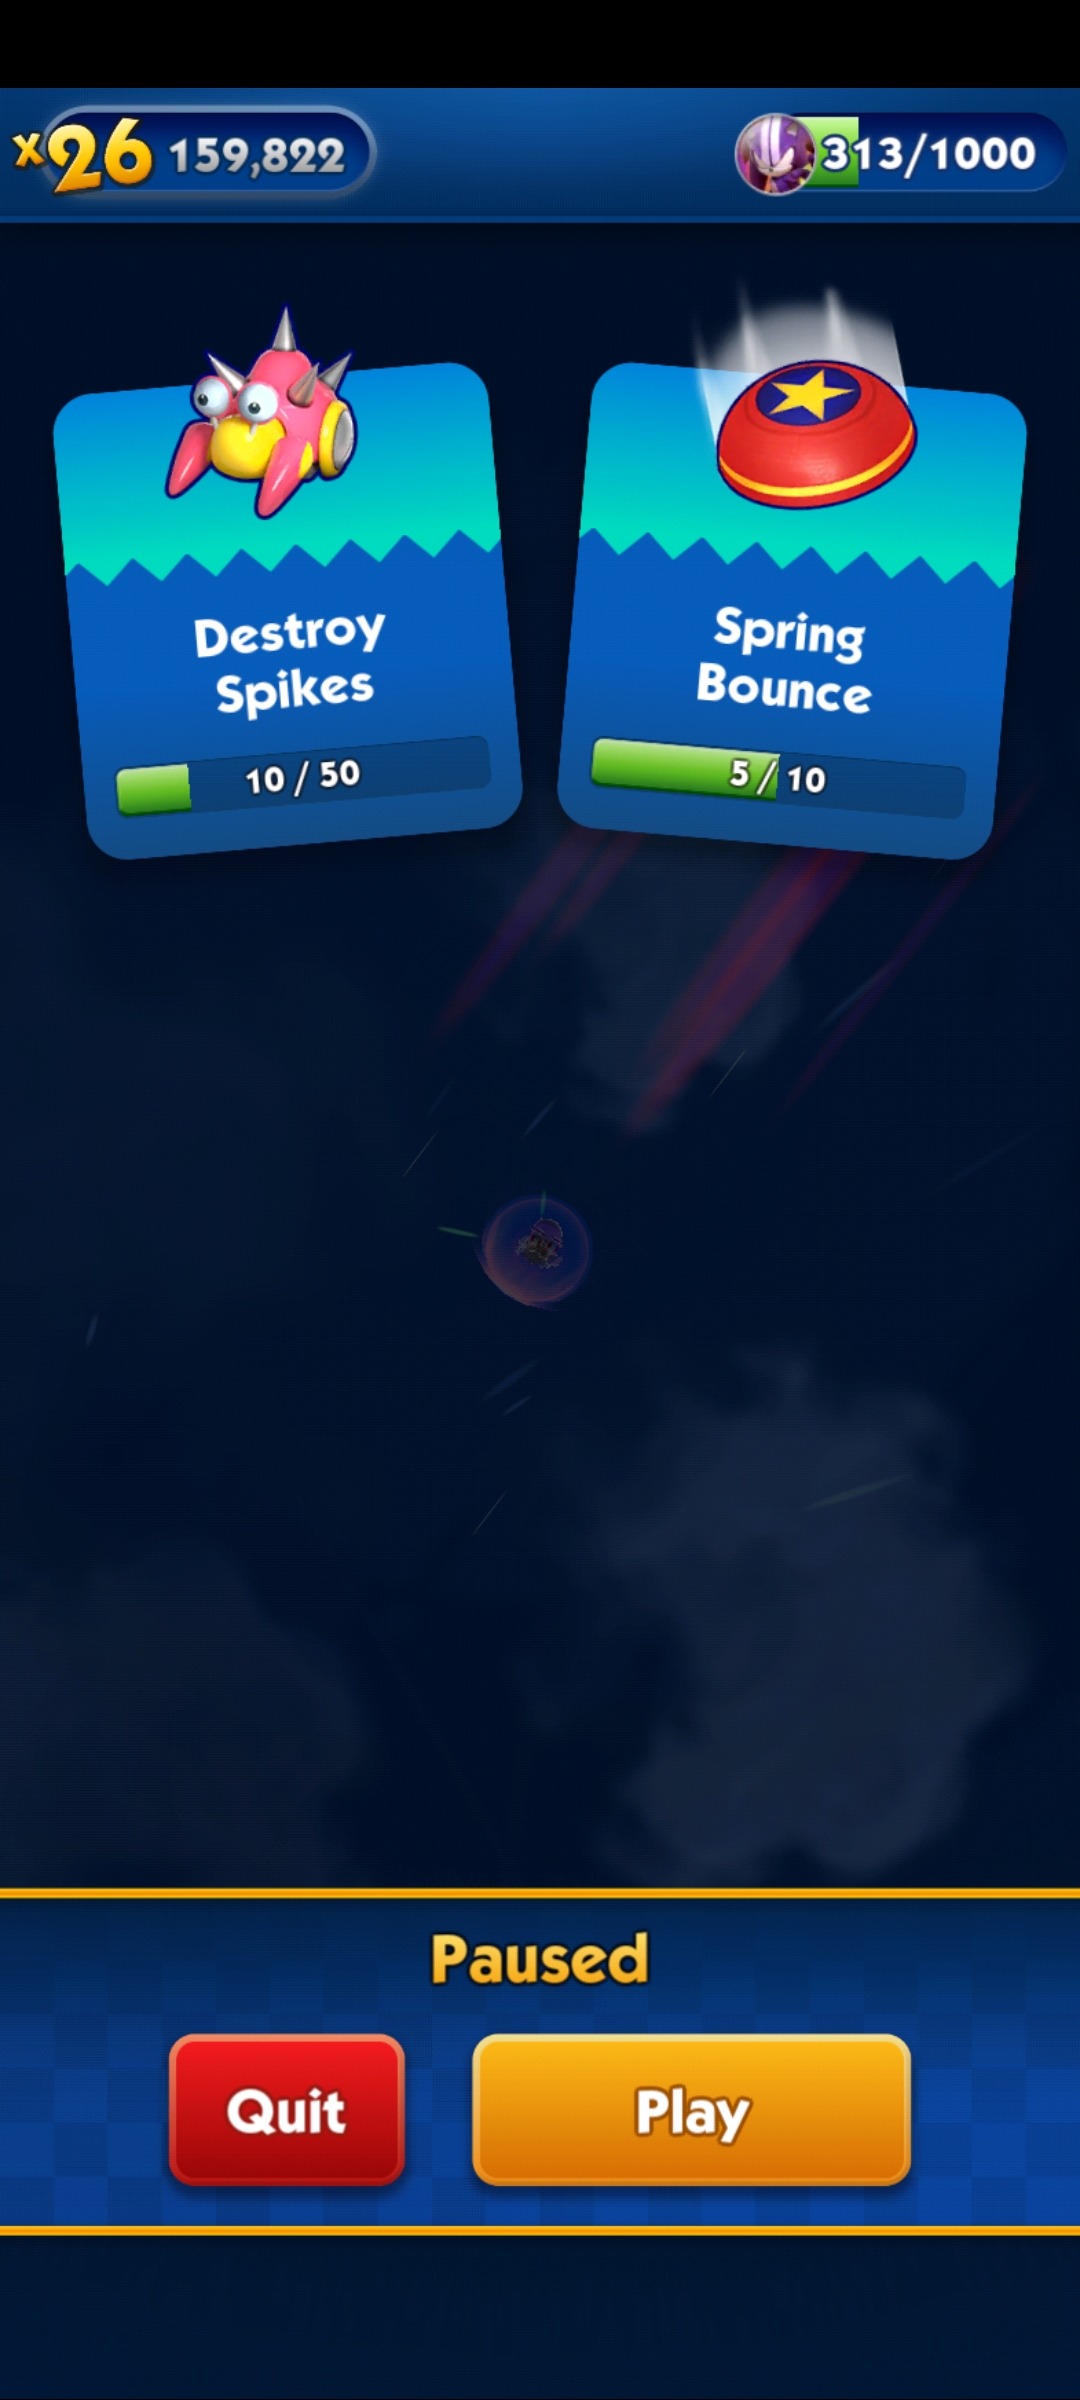 x26 159,822
313/1000
Destroy
Spikes
10 / 50
Spring
Bounce
5 / 10
Paused
Quit
Play